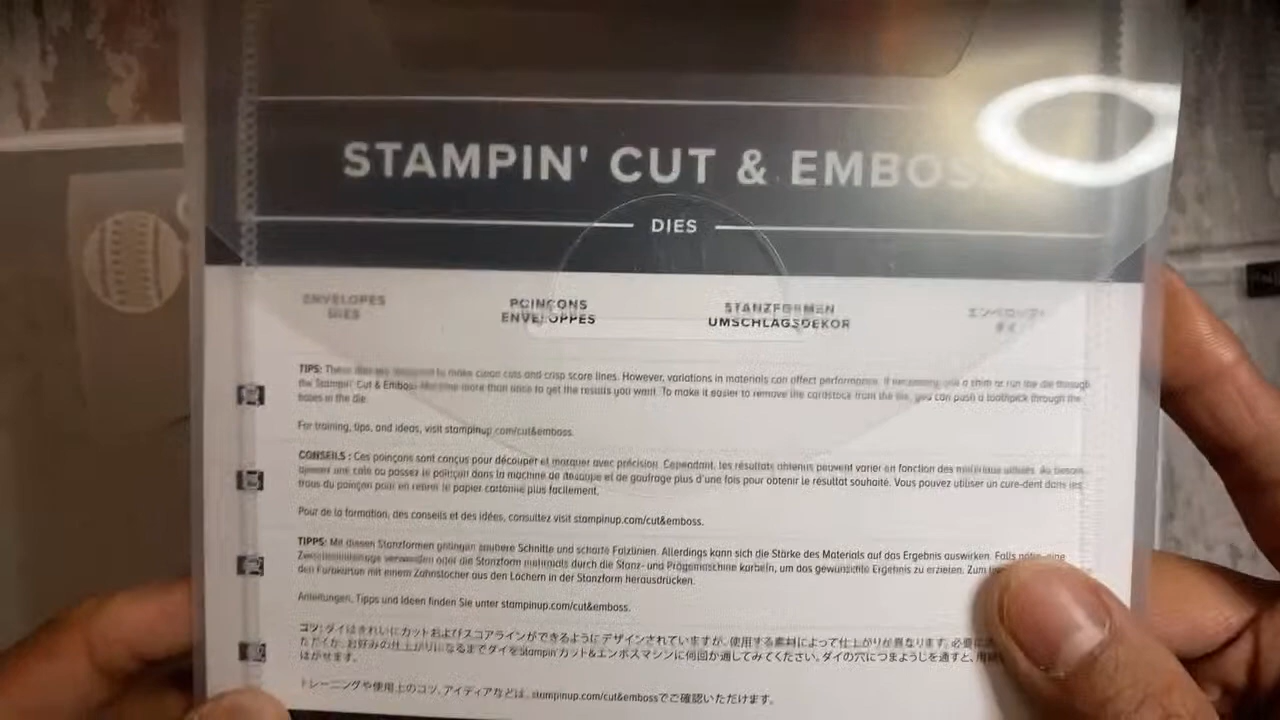 STAMPIN' CUT & EMBOSS
DIES
ENVELOPES
DIES
POINÇONS
ENVELOPPES
STANZFORMEN
UMSCHLAGSDEKOR
TIPS: These dies are designed to make clean cuts and crisp score lines. However, variations in materials can affect performance. If necessary, use a shim or run the die through
the Stampin' Cut & Emboss Machine more than once to get the results you want. To make it easier to remove the cardstock from the die, you can push a toothpick through the
holes in the die.
For training, tips, and ideas, visit stampinup.com/cut&emboss.
CONSEILS : Ces poinçons sont conçus pour découper et marquer avec précision. Cependant, les résultats obtenus peuvent varier en fonction des matériaux utilisés. Au besoin,
ajouter une cale ou passez le poinçon dans la machine de découpe et de gaufrage plus d'une fois pour obtenir le résultat souhaité. Vous pouvez utiliser un cure-dent dans les
trous du poinçon pour en retirer le papier cartonné plus facilement.
Pour de la formation, des conseils et des idées, consultez visit stampinup.com/cut&emboss.
TIPPS: Mit diesen Stanzformen gelingen saubere Schnitte und scharfe Falzlinien. Allerdings kann sich die Stärke des Materials auf das Ergebnis auswirken. Falls nötig, eine
verwenden oder die Stanzform mehrmals durch die Stanz- und Prägemaschine kurbeln, um das gewünschte Ergebnis zu erzielen. Zum
den Farbkarton mit einem Zahnstocher aus den Löchern in der Stanzform herausdrücken.
Anleitungen, Tipps und Ideen finden Sie unter stampinup.com/cut&emboss.
コツ: ダイはきれいにカットおよびスコアラインができるようにデザインされていますが、使用する素材によって仕上がりが異なります。必要に
ただくか、お好みの仕上がりになるまでダイをStampin'カット&エンボスマシンに何回か通してみてください。ダイの穴につまようじを通すと、用紙
はがせます。
トレーニングや使用上のコツ、アイディアなどは、stampinup.com/cut&embossでご確認いただけます。